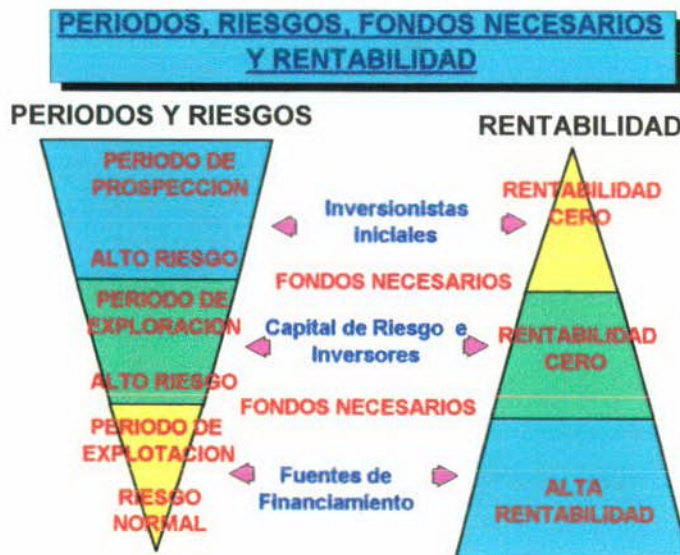 PERIODOS, RIESGOS, FONDOS NECESARIOS
Y RENTABILIDAD
PERIODOS Y RIESGOS
PERIODO DE
PROSPECCION
ALTO RIESGO
PERIODO DE
EXPLORACION
ALTO RIESGO
PERIODO DE
EXPLOTACION
RIESGO
NORMAL
Inversionistas
iniciales
FONDOS NECESARIOS
Capital de Riesgo e
Inversores
FONDOS NECESARIOS
Fuentes de
Financiamiento
RENTABILIDAD
RENTABILIDAD
CERO
RENTABILIDAD
CERO
ALTA
RENTABILIDAD